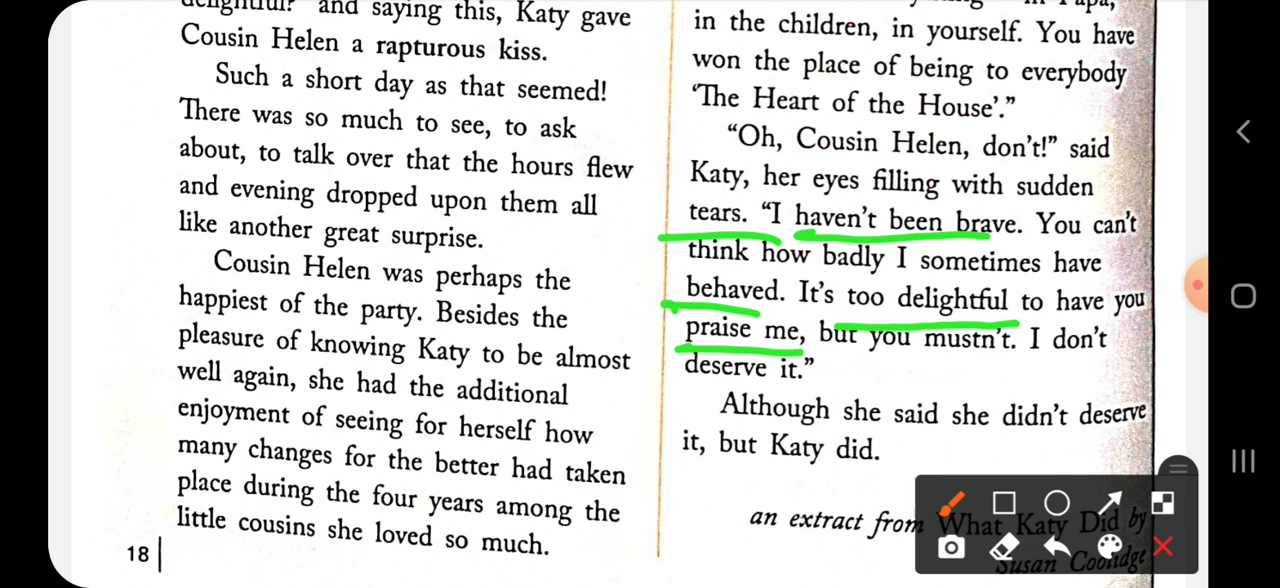 delightful?" and saying this, Katy gave
Cousin Helen a rapturous kiss.
Such a short day as that seemed!
There was so much to see, to ask
about, to talk over that the hours flew
and evening dropped upon them all
like another great surprise.
Cousin Helen was perhaps the
happiest of the party. Besides the
pleasure of knowing Katy to be almost
well again, she had the additional
enjoyment of seeing for herself how
many changes for the better had taken
place during the four years among the
little cousins she loved so much.
18
in Papa,
in the children, in yourself. You have
won the place of being to everybody
‘The Heart of the House’.”
“Oh, Cousin Helen, don’t!” said
Katy, her eyes filling with sudden
tears. “I haven’t been brave. You can’t
think how badly I sometimes have
behaved. It’s too delightful to have you
praise me, but you mustn’t. I don’t
deserve it.”
Although she said she didn’t deserve
it, but Katy did.
an extract from What Katy Did by
Susan Coolidge